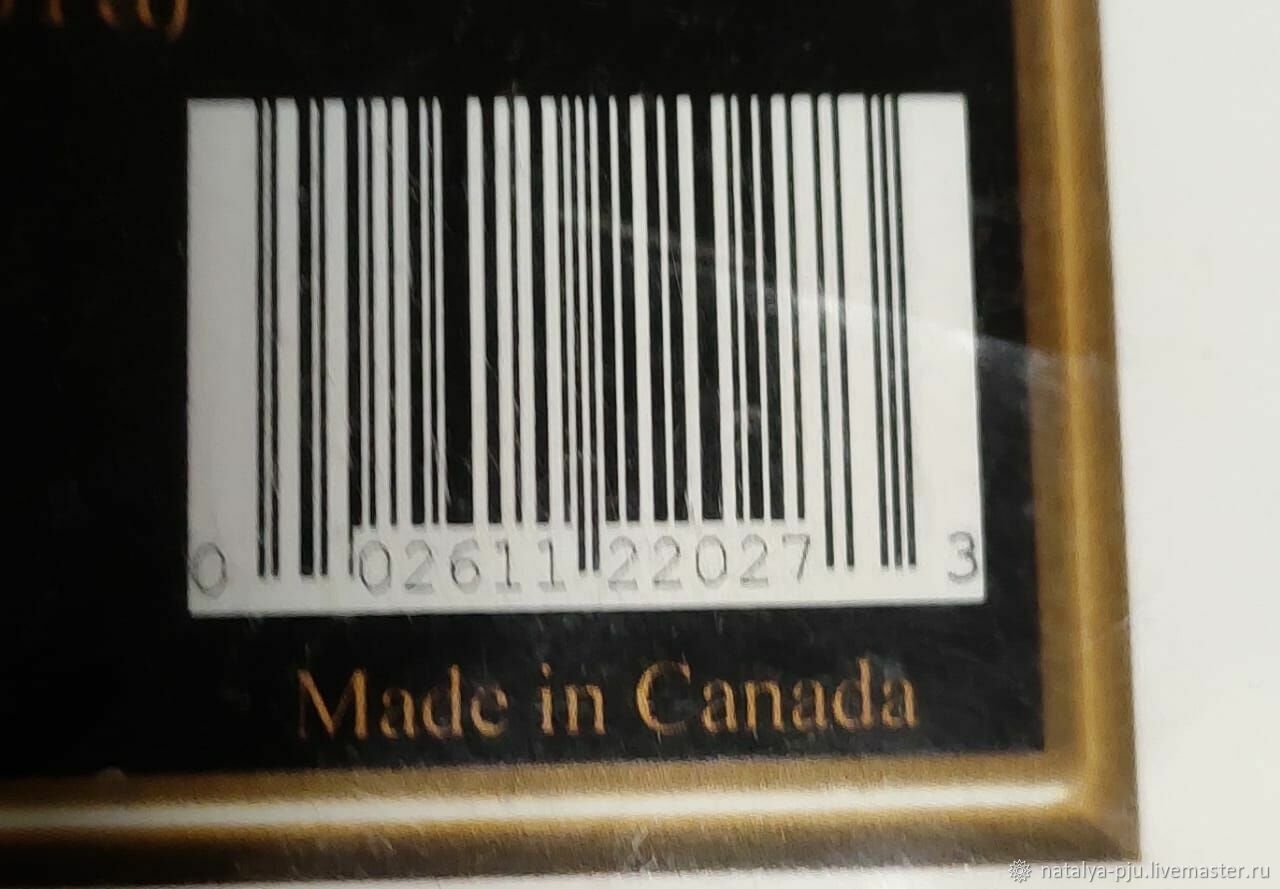 0 02611 22027 3
Made in Canada
natalya-pju.livemaster.ru